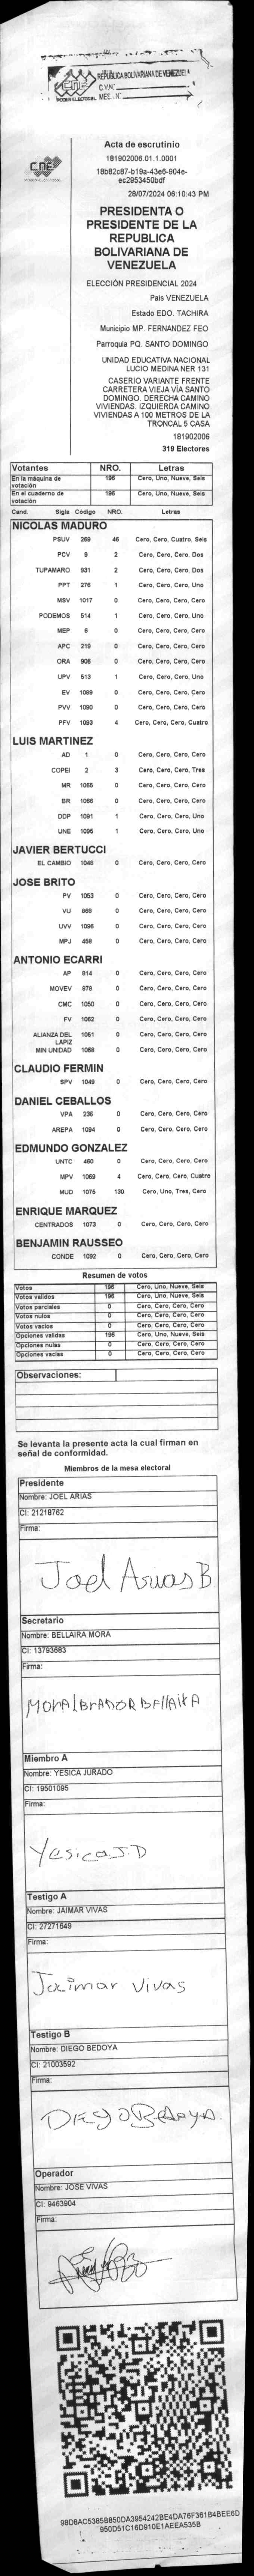 REPÚBLICA BOLIVARIANA DE VENEZUELA
CNE
C.V.N°.
PODER ELECTORAL
MES...N°.
CNE
Acta de escrutinio
181902006.01.1.0001
18b82c87-b19a-43e6-904e-
ec2953450bdf
28/07/2024 06:10:43 PM
PRESIDENTA O
PRESIDENTE DE LA
REPUBLICA
BOLIVARIANA DE
VENEZUELA
ELECCIÓN PRESIDENCIAL 2024
Pais VENEZUELA
Estado EDO. TACHIRA
Municipio MP. FERNANDEZ FEO
Parroquia PQ. SANTO DOMINGO
UNIDAD EDUCATIVA NACIONAL
LUCIO MEDINA NER 131
CASERIO VARIANTE FRENTE
CARRETERA VIEJA VÍA SANTO
DOMINGO. DERECHA CAMINO
VIVIENDAS. IZQUIERDA CAMINO
VIVIENDAS A 100 METROS DE LA
TRONCAL 5 CASA
181902006
319 Electores
Votantes NRO. Letras
En la máquina de votación 196 Cero, Uno, Nueve, Seis
En el cuaderno de votación 196 Cero, Uno, Nueve, Seis
Cand. Sigla Código NRO. Letras
NICOLAS MADURO
PSUV 269 46 Cero, Cero, Cuatro, Seis
PCV 9 2 Cero, Cero, Cero, Dos
TUPAMARO 931 2 Cero, Cero, Cero, Dos
PPT 276 1 Cero, Cero, Cero, Uno
MSV 1017 0 Cero, Cero, Cero, Cero
PODEMOS 514 1 Cero, Cero, Cero, Uno
MEP 6 0 Cero, Cero, Cero, Cero
APC 219 0 Cero, Cero, Cero, Cero
ORA 906 0 Cero, Cero, Cero, Cero
UPV 513 1 Cero, Cero, Cero, Uno
EV 1089 0 Cero, Cero, Cero, Cero
PVV 1090 0 Cero, Cero, Cero, Cero
PFV 1093 4 Cero, Cero, Cero, Cuatro
LUIS MARTINEZ
AD 1 0 Cero, Cero, Cero, Cero
COPEI 2 3 Cero, Cero, Cero, Tres
MR 1065 0 Cero, Cero, Cero, Cero
BR 1066 0 Cero, Cero, Cero, Cero
DDP 1091 1 Cero, Cero, Cero, Uno
UNE 1095 1 Cero, Cero, Cero, Uno
JAVIER BERTUCCI
EL CAMBIO 1048 0 Cero, Cero, Cero, Cero
JOSE BRITO
PV 1053 0 Cero, Cero, Cero, Cero
VU 868 0 Cero, Cero, Cero, Cero
UVV 1096 0 Cero, Cero, Cero, Cero
MPJ 458 0 Cero, Cero, Cero, Cero
ANTONIO ECARRI
AP 914 0 Cero, Cero, Cero, Cero
MOVEV 978 0 Cero, Cero, Cero, Cero
CMC 1050 0 Cero, Cero, Cero, Cero
FV 1062 0 Cero, Cero, Cero, Cero
ALIANZA DEL LAPIZ 1051 0 Cero, Cero, Cero, Cero
MIN UNIDAD 1068 0 Cero, Cero, Cero, Cero
CLAUDIO FERMIN
SPV 1049 0 Cero, Cero, Cero, Cero
DANIEL CEBALLOS
VPA 236 0 Cero, Cero, Cero, Cero
AREPA 1094 0 Cero, Cero, Cero, Cero
EDMUNDO GONZALEZ
UNTC 460 0 Cero, Cero, Cero, Cero
MPV 1069 4 Cero, Cero, Cero, Cuatro
MUD 1075 130 Cero, Uno, Tres, Cero
ENRIQUE MARQUEZ
CENTRADOS 1073 0 Cero, Cero, Cero, Cero
BENJAMIN RAUSSEO
CONDE 1092 0 Cero, Cero, Cero, Cero
Resumen de votos
Votos 196 Cero, Uno, Nueve, Seis
Votos validos 196 Cero, Uno, Nueve, Seis
Votos parciales 0 Cero, Cero, Cero, Cero
Votos nulos 0 Cero, Cero, Cero, Cero
Votos vacios 0 Cero, Cero, Cero, Cero
Opciones validas 196 Cero, Uno, Nueve, Seis
Opciones nulas 0 Cero, Cero, Cero, Cero
Opciones vacias 0 Cero, Cero, Cero, Cero
Observaciones:
Se levanta la presente acta la cual firman en
señal de conformidad.
Miembros de la mesa electoral
Presidente
Nombre: JOEL ARIAS
CI: 21218762
Firma:
Joel Arias B
Secretario
Nombre: BELLAIRA MORA
CI: 13793683
Firma:
MORA LBRADOR BELLAIRA
Miembro A
Nombre: YESICA JURADO
CI: 19501095
Firma:
Yesica J.D
Testigo A
Nombre: JAIMAR VIVAS
CI: 27271649
Firma:
Jaimar Vivas
Testigo B
Nombre: DIEGO BEDOYA
CI: 21003592
Firma:
Diego Bedoya
Operador
Nombre: JOSE VIVAS
CI: 9463904
Firma:
98D8AC5385B850DA3954242BE4DA76F361B4BEE6D
950D51C16D910E1AEEA535B